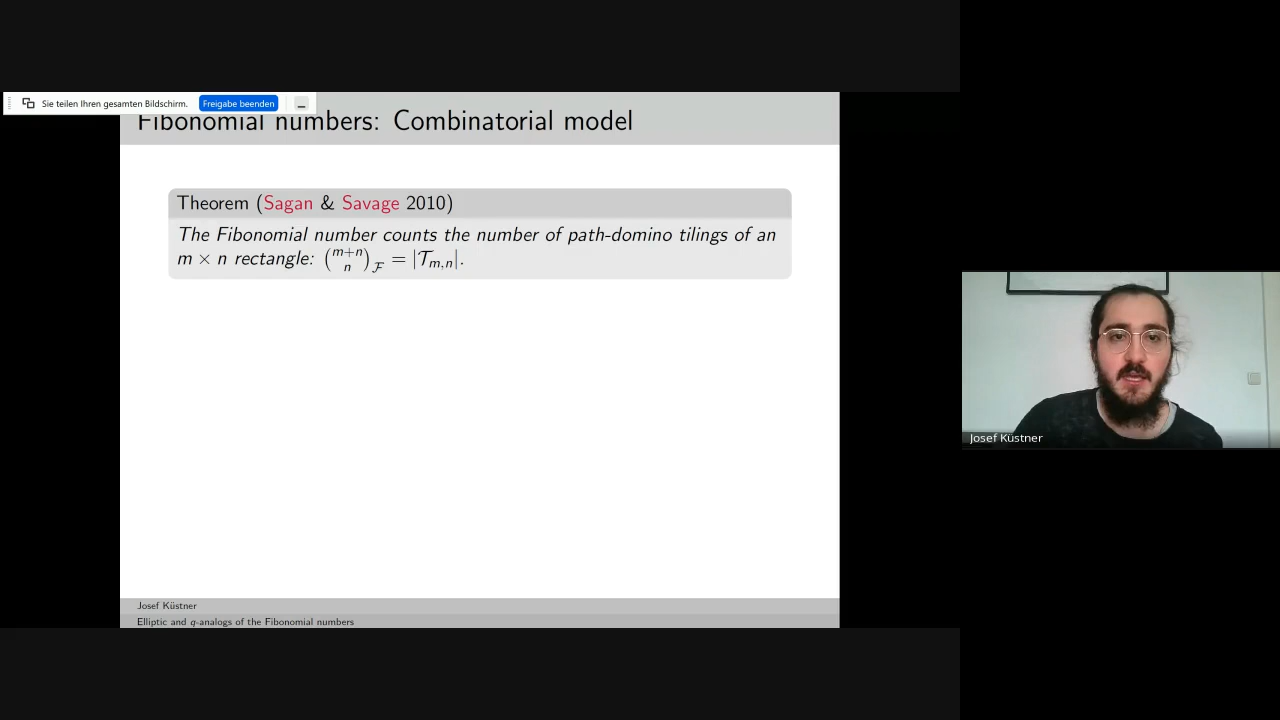 Sie teilen Ihren gesamten Bildschirm. Freigabe beenden
Fibonomial numbers: Combinatorial model
Theorem (Sagan & Savage 2010)
The Fibonomial number counts the number of path-domino tilings of an
m × n rectangle: \binom{m+n}{n}_{\mathcal{F}} = |\mathcal{T}_{m,n}|.
Josef Küstner
Josef Küstner
Elliptic and q-analogs of the Fibonomial numbers